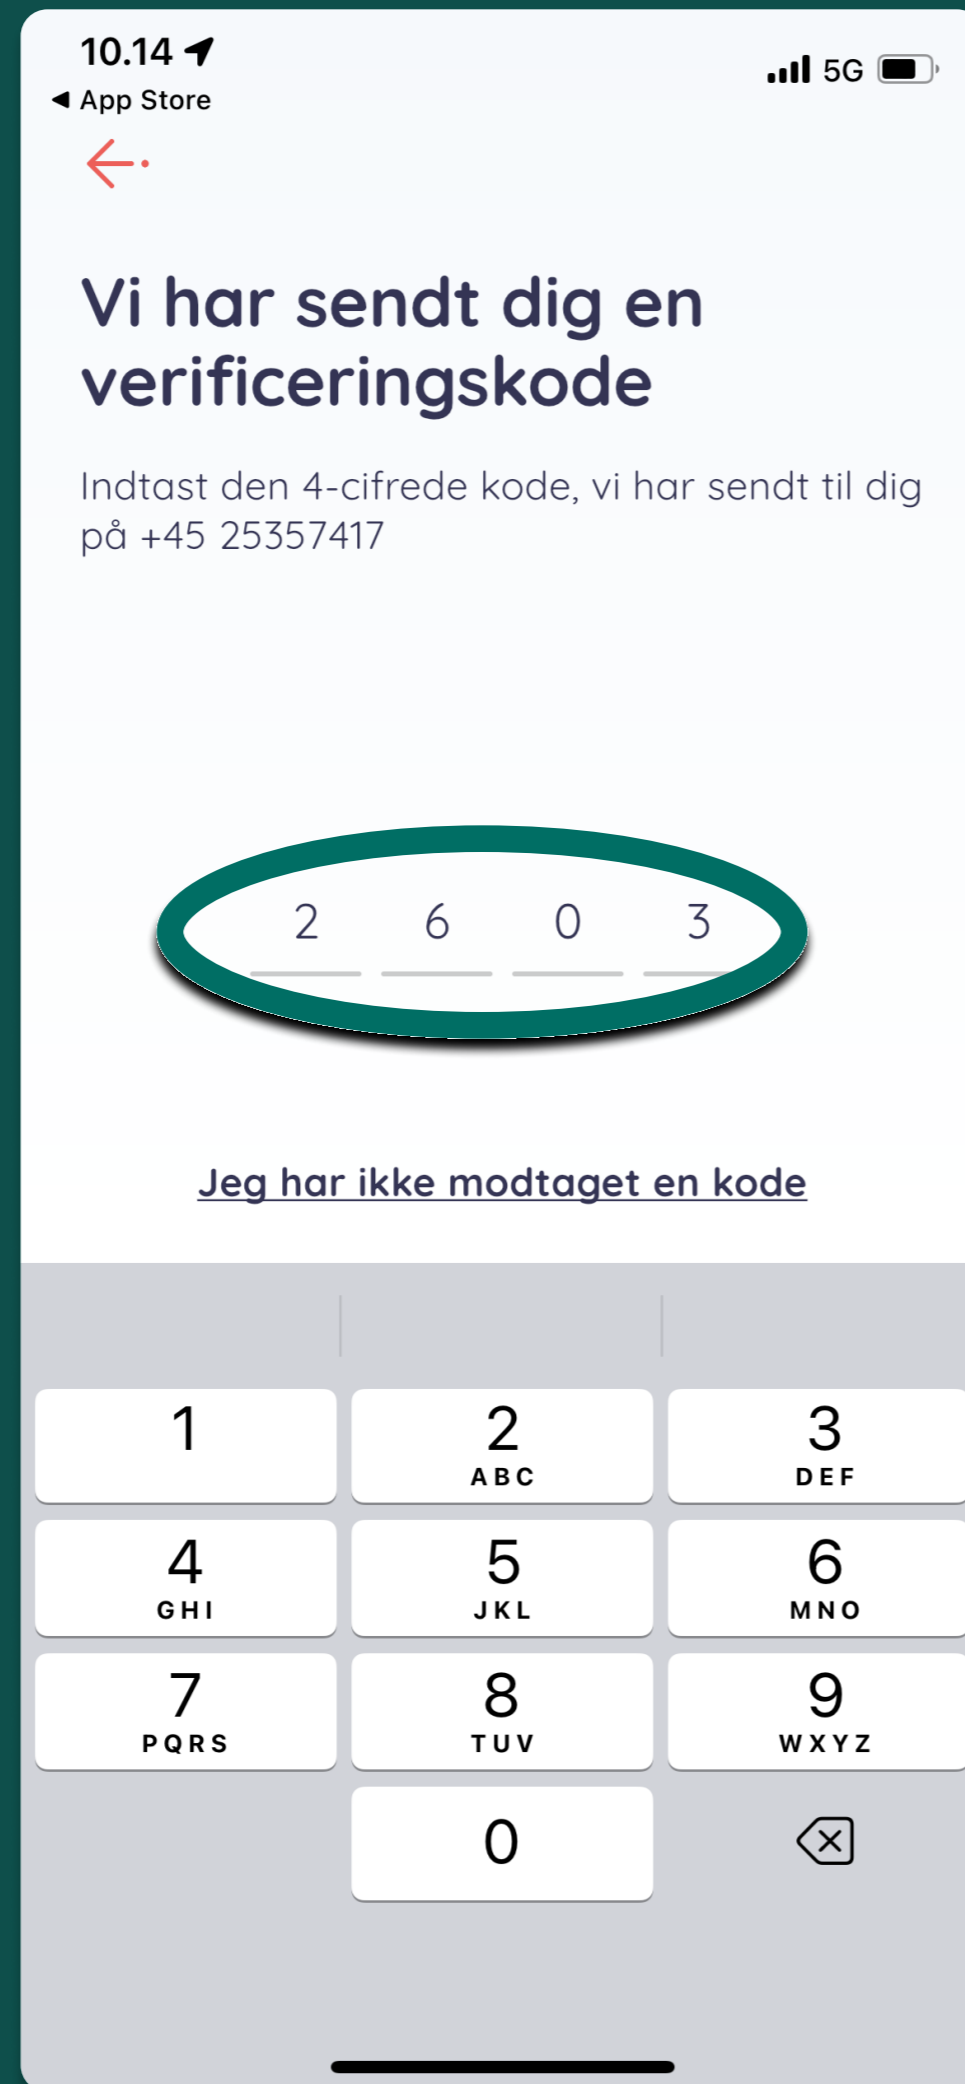 10.14
5G
◀ App Store
Vi har sendt dig en
verificeringskode
Indtast den 4-cifrede kode, vi har sendt til dig
på +45 25357417
2 6 0 3
Jeg har ikke modtaget en kode
1 2 3
ABC DEF
4 5 6
GHI JKL MNO
7 8 9
PQRS TUV WXYZ
0